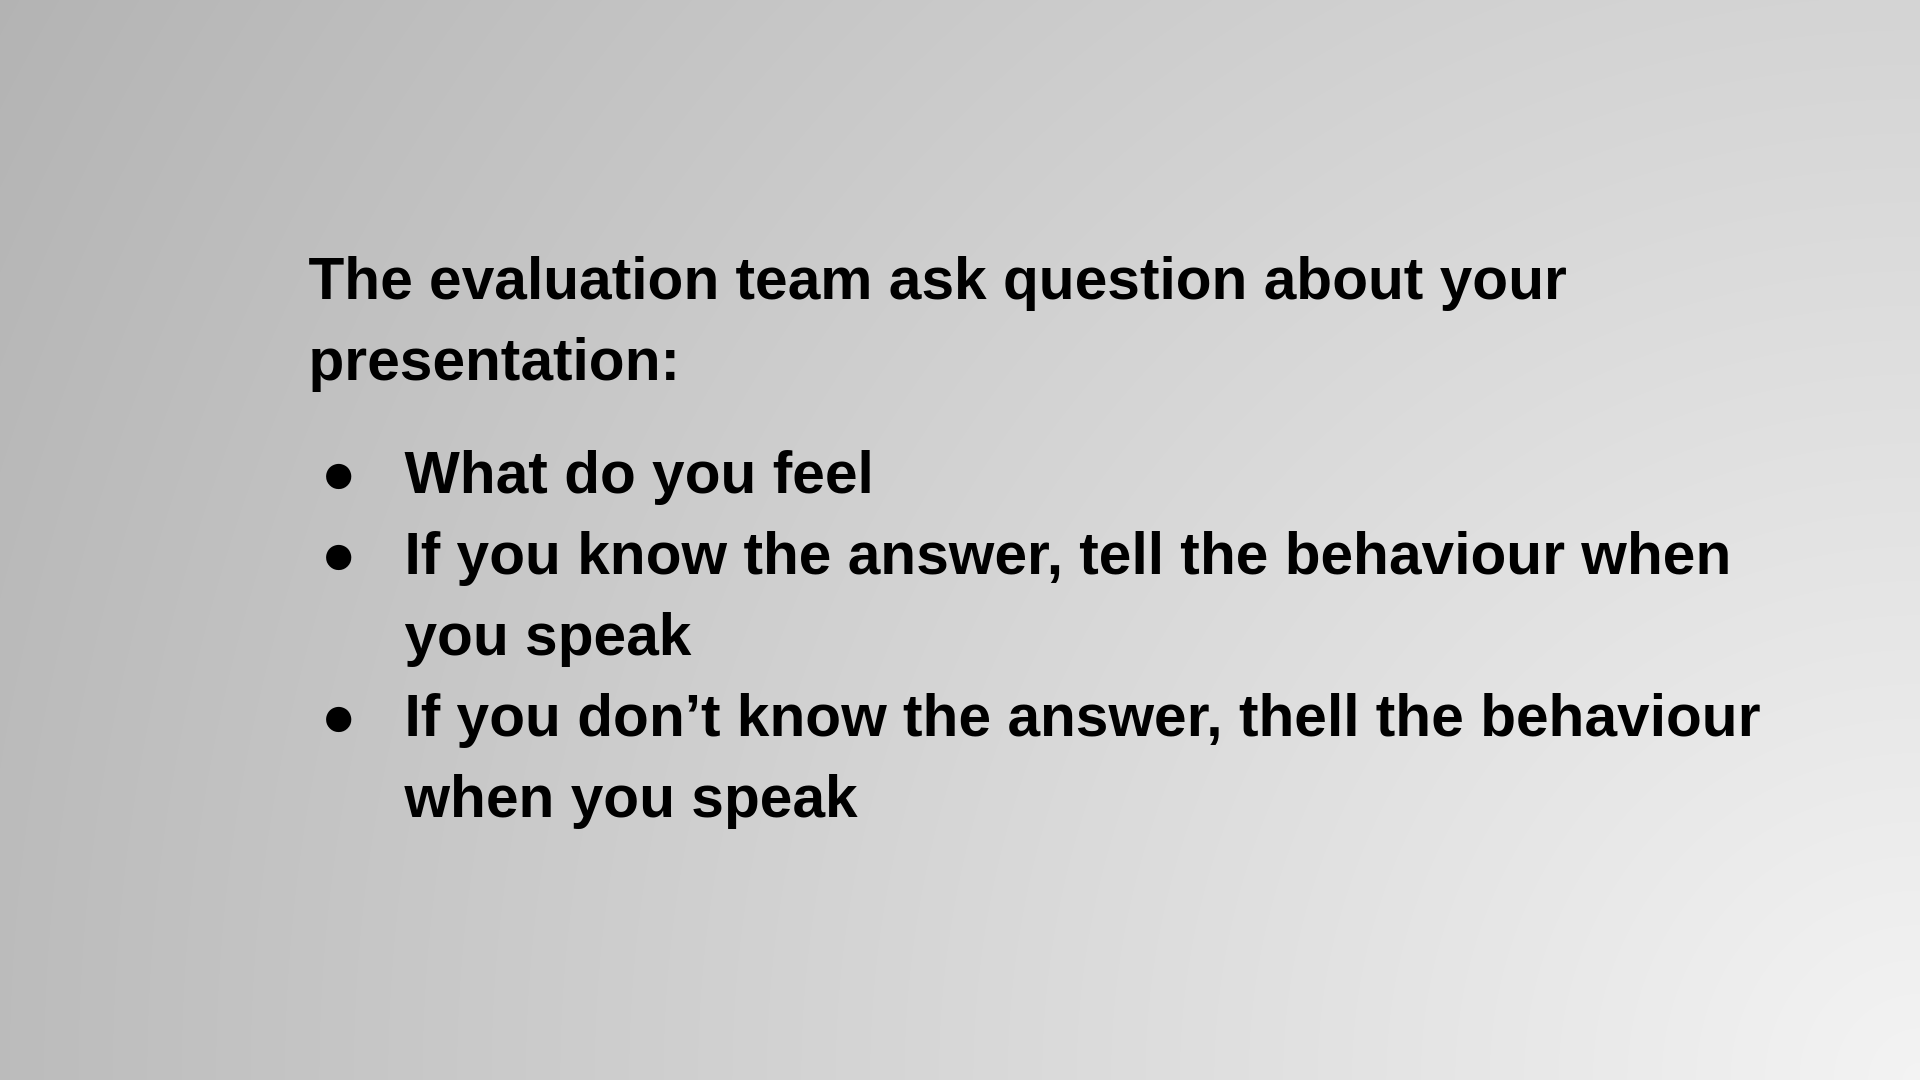 The evaluation team ask question about your
presentation:
● What do you feel
● If you know the answer, tell the behaviour when
you speak
● If you don’t know the answer, thell the behaviour
when you speak